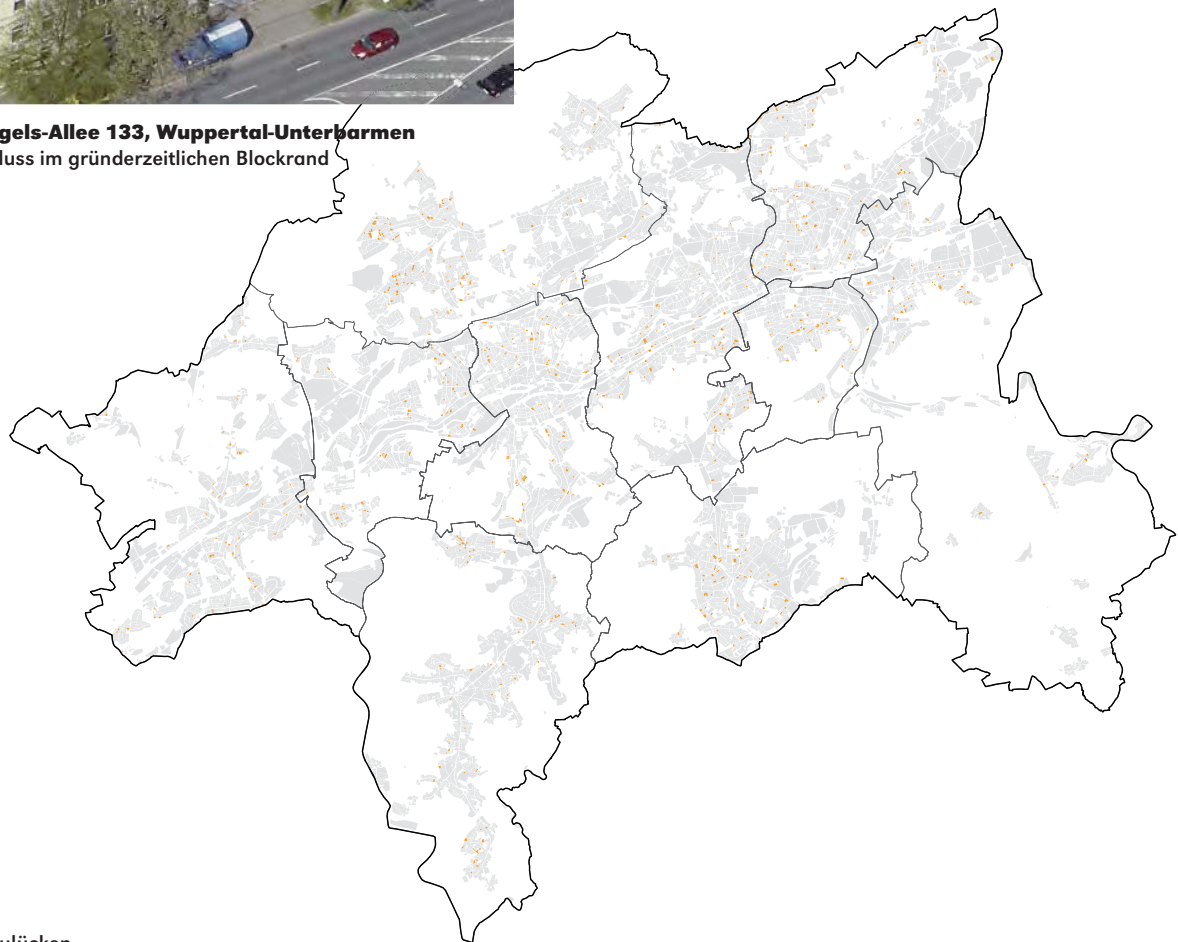 gels-Allee 133, Wuppertal-Unterbarmen
luss im gründerzeitlichen Blockrand
ulücken